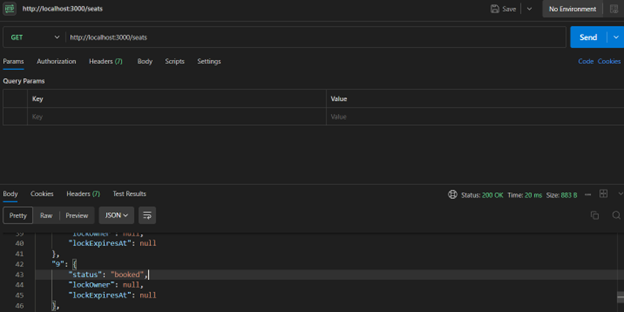 http://localhost:3000/seats
Save
No Environment
GET
http://localhost:3000/seats
Send
Params
Authorization
Headers (7)
Body
Scripts
Settings
Code
Cookies
Query Params
Key
Value
Key
Value
Body
Cookies
Headers (7)
Test Results
Status: 200 OK
Time: 20 ms
Size: 883 B
Pretty
Raw
Preview
JSON
39 "lockOwner": null,
40 "lockExpiresAt": null
41 },
42 "9": {
43 "status": "booked",
44 "lockOwner": null,
45 "lockExpiresAt": null
46 },